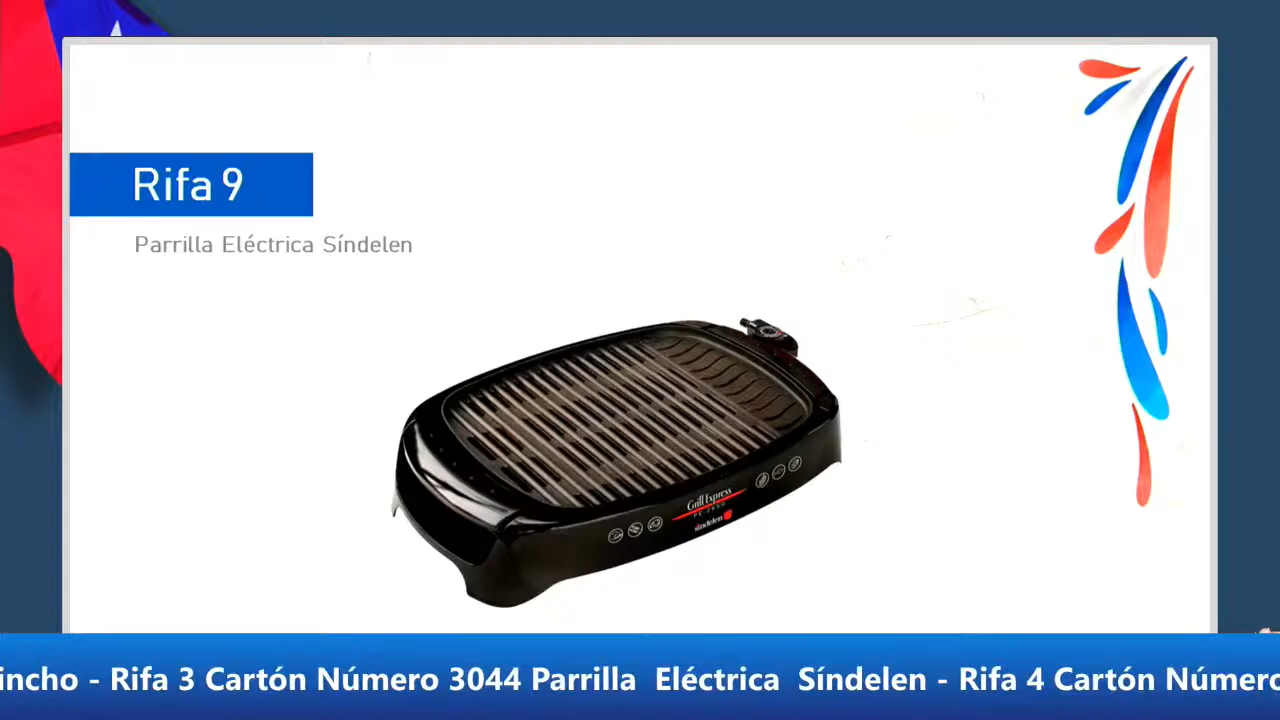 Rifa 9
Parrilla Eléctrica Síndelen
Grill Express
sindelen
incho - Rifa 3 Cartón Número 3044 Parrilla Eléctrica Síndelen - Rifa 4 Cartón Número